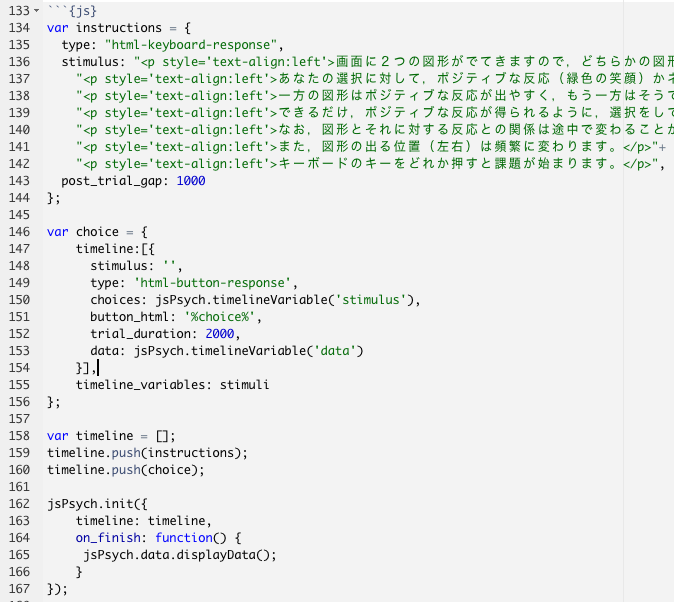 133 ```{js}
134 var instructions = {
135 type: "html-keyboard-response",
136 stimulus: "<p style='text-align:left'>画面に２つの図形がでてきますので，どちらかの図形
137 "<p style='text-align:left'>あなたの選択に対して，ポジティブな反応（緑色の笑顔）かネ
138 "<p style='text-align:left'>一方の図形はポジティブな反応が出やすく，もう一方はそうで
139 "<p style='text-align:left'>できるだけ，ポジティブな反応が得られるように，選択をして
140 "<p style='text-align:left'>なお，図形とそれに対する反応との関係は途中で変わることか
141 "<p style='text-align:left'>また，図形の出る位置（左右）は頻繁に変わります。</p>"+
142 "<p style='text-align:left'>キーボードのキーをどれか押すと課題が始まります。</p>",
143 post_trial_gap: 1000
144 };
145
146 var choice = {
147 timeline:[{
148 stimulus: '',
149 type: 'html-button-response',
150 choices: jsPsych.timelineVariable('stimulus'),
151 button_html: '%choice%',
152 trial_duration: 2000,
153 data: jsPsych.timelineVariable('data')
154 }],
155 timeline_variables: stimuli
156 };
157
158 var timeline = [];
159 timeline.push(instructions);
160 timeline.push(choice);
161
162 jsPsych.init({
163 timeline: timeline,
164 on_finish: function() {
165 jsPsych.data.displayData();
166 }
167 });